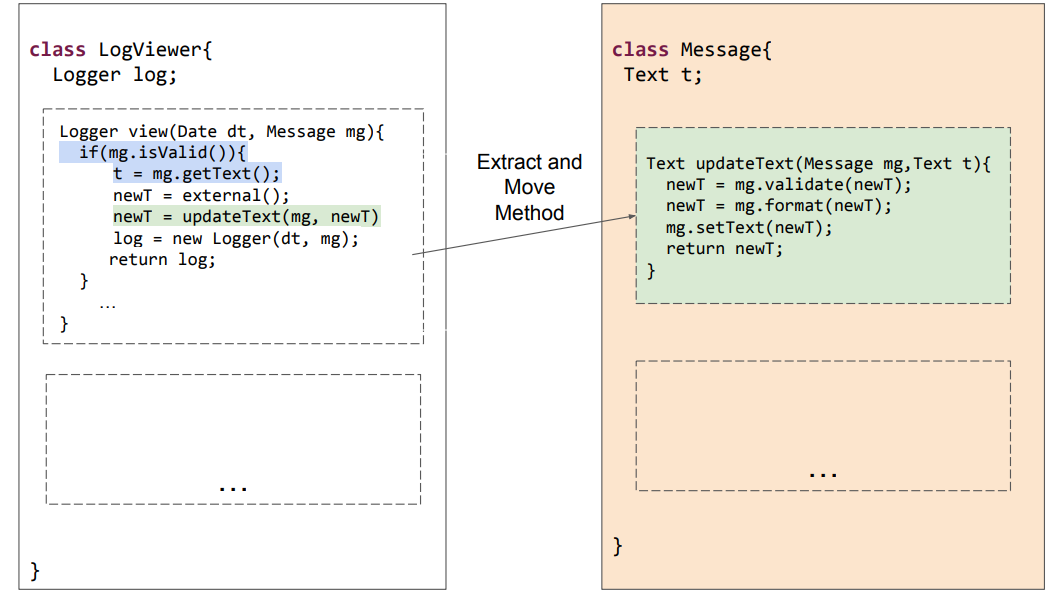 class LogViewer{
Logger log;
Logger view(Date dt, Message mg){
if(mg.isValid()){
t = mg.getText();
newT = external();
newT = updateText(mg, newT)
log = new Logger(dt, mg);
return log;
}
...
}
...
}
Extract and
Move
Method
class Message{
Text t;
Text updateText(Message mg,Text t){
newT = mg.validate(newT);
newT = mg.format(newT);
mg.setText(newT);
return newT;
}
...
}